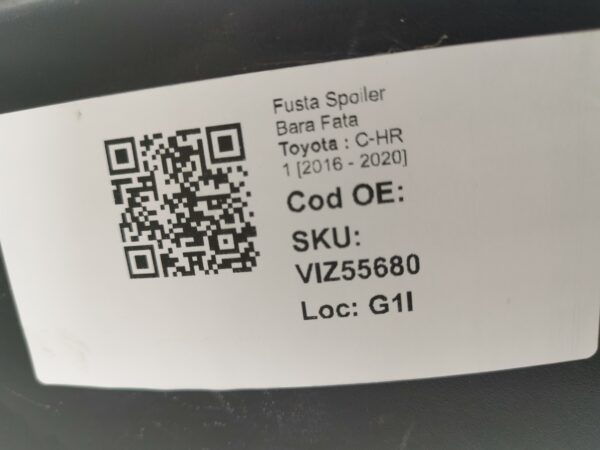 Fusta Spoiler
Bara Fata
Toyota : C-HR
1 [2016 - 2020]
Cod OE:
SKU:
VIZ55680
Loc: G1I